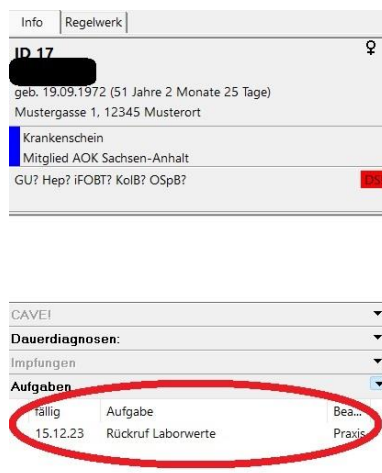 Info Regelwerk
ID 17
geb. 19.09.1972 (51 Jahre 2 Monate 25 Tage)
Mustergasse 1, 12345 Musterort
Krankenschein
Mitglied AOK Sachsen-Anhalt
GU? Hep? iFOBT? KolB? OSpB? DS
CAVE!
Dauerdiagnosen:
Impfungen
Aufgaben
fällig Aufgabe Bea...
15.12.23 Rückruf Laborwerte Praxis